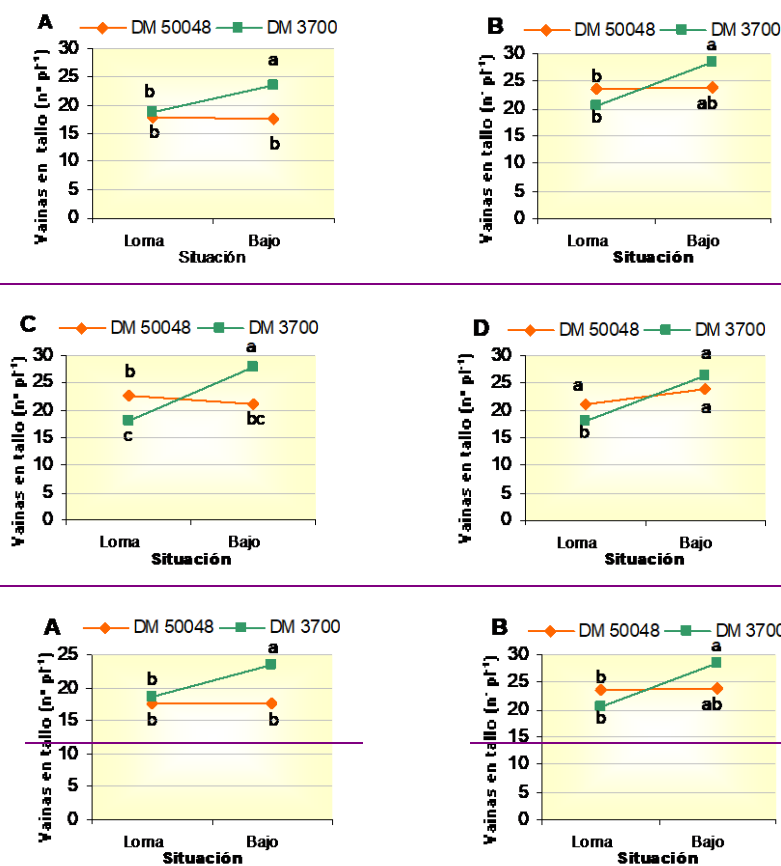 A
DM 50048 DM 3700
Vainas en tallo (nº pl⁻¹)
30
25
20
15
10
5
0
b
a
b
b
Loma Bajo
Situación
B
DM 50048 DM 3700
Vainas en tallo (n· pl⁻¹)
30
25
20
15
10
5
0
b
a
b
ab
Loma Bajo
Situación
C
DM 50048 DM 3700
Vainas en tallo (nº pl⁻¹)
30
25
20
15
10
5
0
b
a
c
bc
Loma Bajo
Situación
D
DM 50048 DM 3700
Vainas en tallo (nº pl⁻¹)
30
25
20
15
10
5
0
a
a
b
a
Loma Bajo
Situación
A
DM 50048 DM 3700
Vainas en tallo (nº pl⁻¹)
25
20
15
10
5
0
b
a
b
b
Loma Bajo
Situación
B
DM 50048 DM 3700
Vainas en tallo (n· pl⁻¹)
30
25
20
15
10
5
0
b
a
b
ab
Loma Bajo
Situación